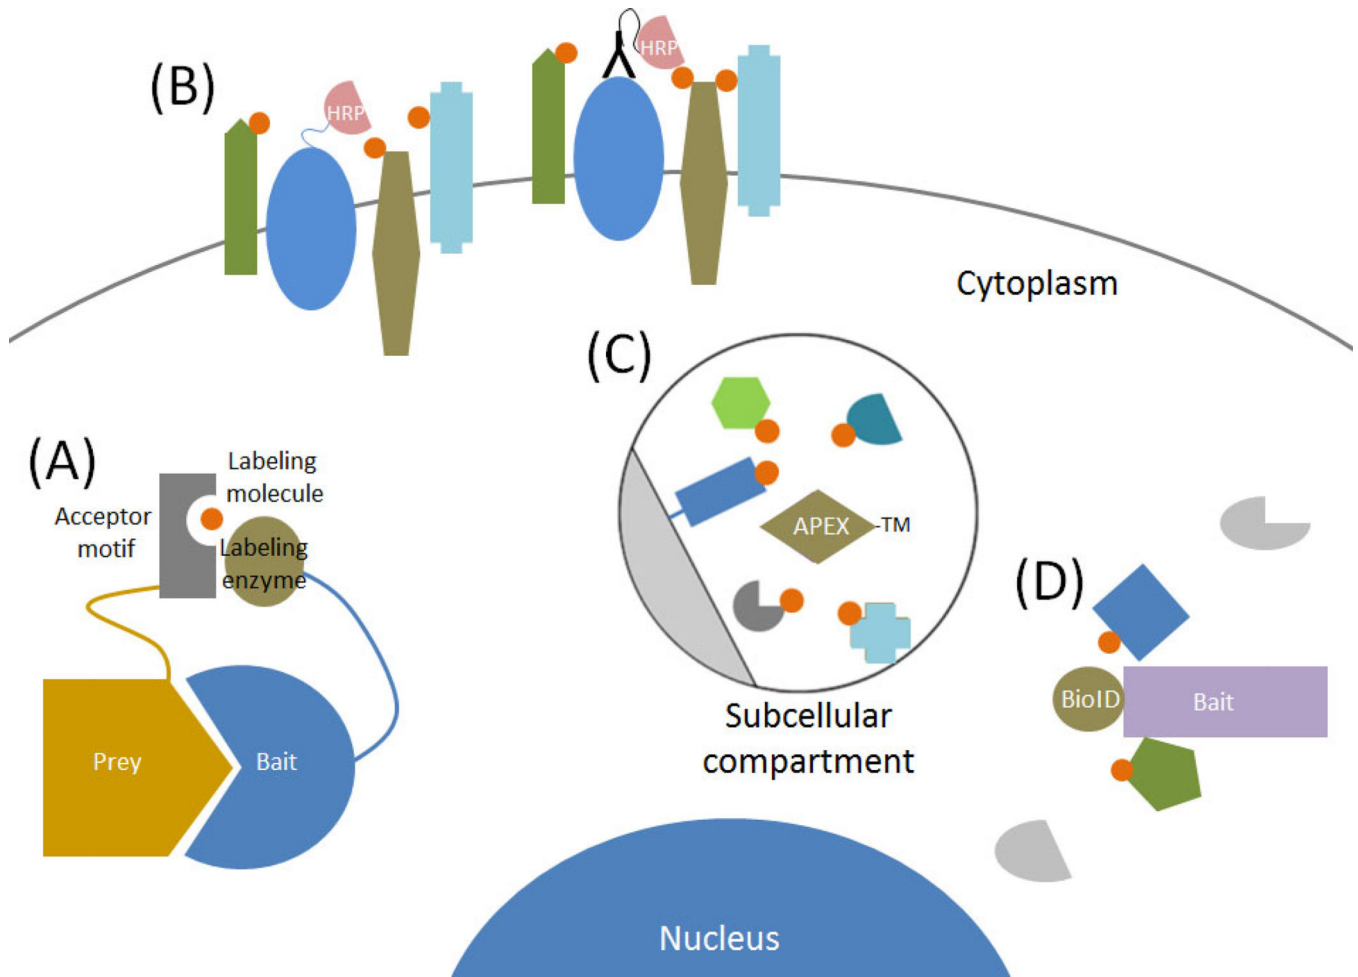 (B)
HRP
HRP
Cytoplasm
(C)
(A)
Labeling
molecule
Acceptor
motif
Labeling
enzyme
APEX
-TM
(D)
BioID
Bait
Prey
Bait
Subcellular
compartment
Nucleus